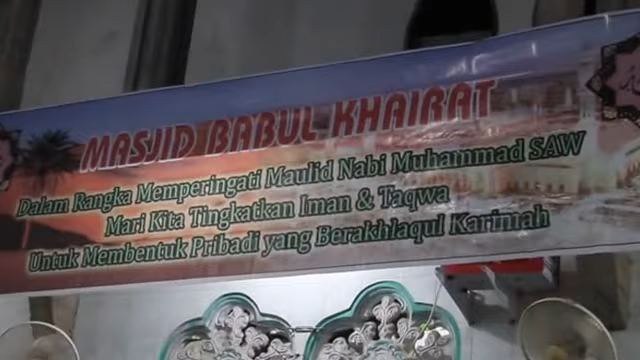 MASJID BABUL KHAIRAT
Dalam Rangka Memperingati Maulid Nabi Muhammad SAW
Mari Kita Tingkatkan Iman & Taqwa
Untuk Membentuk Pribadi yang Berakhlaqul Karimah